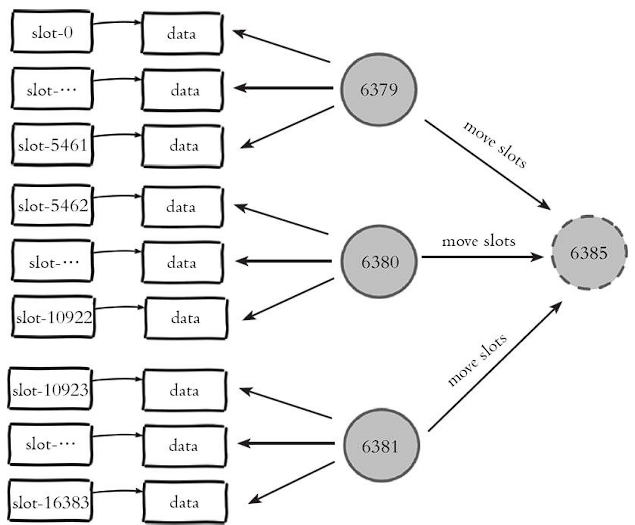 slot-0
data
slot-⋯
data
6379
slot-5461
data
move slots
slot-5462
data
slot-⋯
data
6380
move slots
6385
slot-10922
data
move slots
slot-10923
data
slot-⋯
data
6381
slot-16383
data